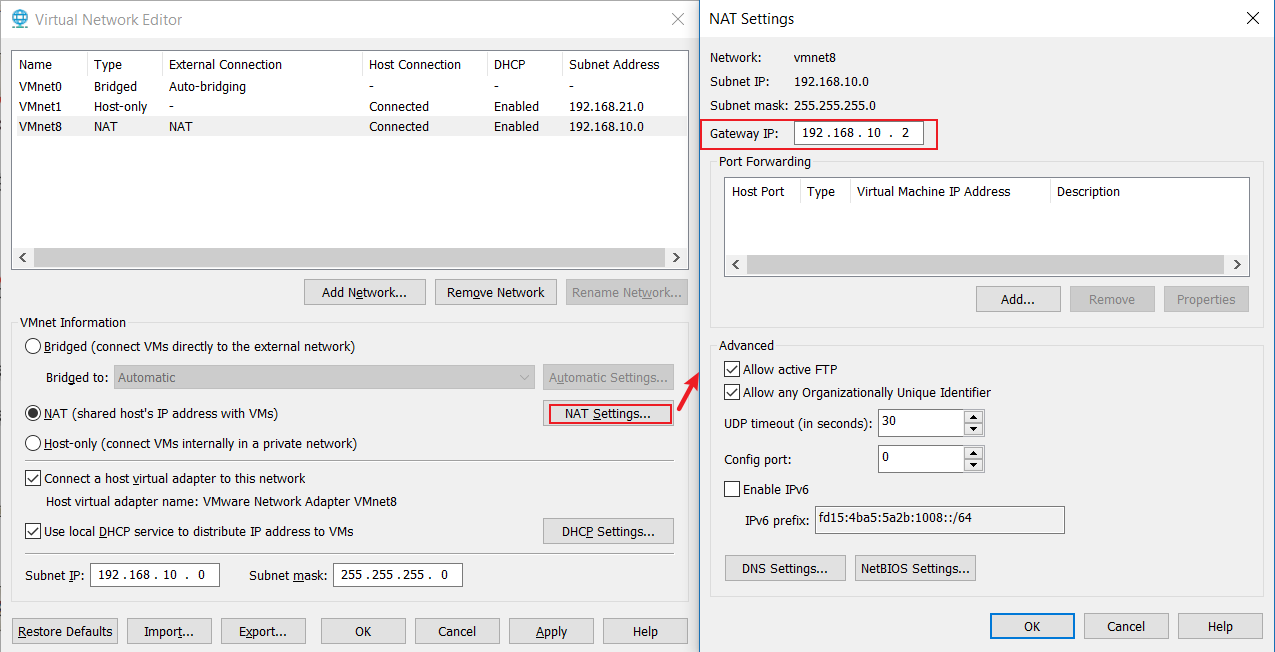 Virtual Network Editor
Name Type External Connection Host Connection DHCP Subnet Address
VMnet0 Bridged Auto-bridging - - -
VMnet1 Host-only - Connected Enabled 192.168.21.0
VMnet8 NAT NAT Connected Enabled 192.168.10.0
Add Network... Remove Network Rename Network...
VMnet Information
Bridged (connect VMs directly to the external network)
Bridged to: Automatic Automatic Settings...
NAT (shared host's IP address with VMs) NAT Settings...
Host-only (connect VMs internally in a private network)
Connect a host virtual adapter to this network
Host virtual adapter name: VMware Network Adapter VMnet8
Use local DHCP service to distribute IP address to VMs DHCP Settings...
Subnet IP: 192 . 168 . 10 . 0 Subnet mask: 255 . 255 . 255 . 0
Restore Defaults Import... Export... OK Cancel Apply Help
NAT Settings
Network: vmnet8
Subnet IP: 192.168.10.0
Subnet mask: 255.255.255.0
Gateway IP: 192 . 168 . 10 . 2
Port Forwarding
Host Port Type Virtual Machine IP Address Description
Add... Remove Properties
Advanced
Allow active FTP
Allow any Organizationally Unique Identifier
UDP timeout (in seconds): 30
Config port: 0
Enable IPv6
IPv6 prefix: fd15:4ba5:5a2b:1008::/64
DNS Settings... NetBIOS Settings...
OK Cancel Help